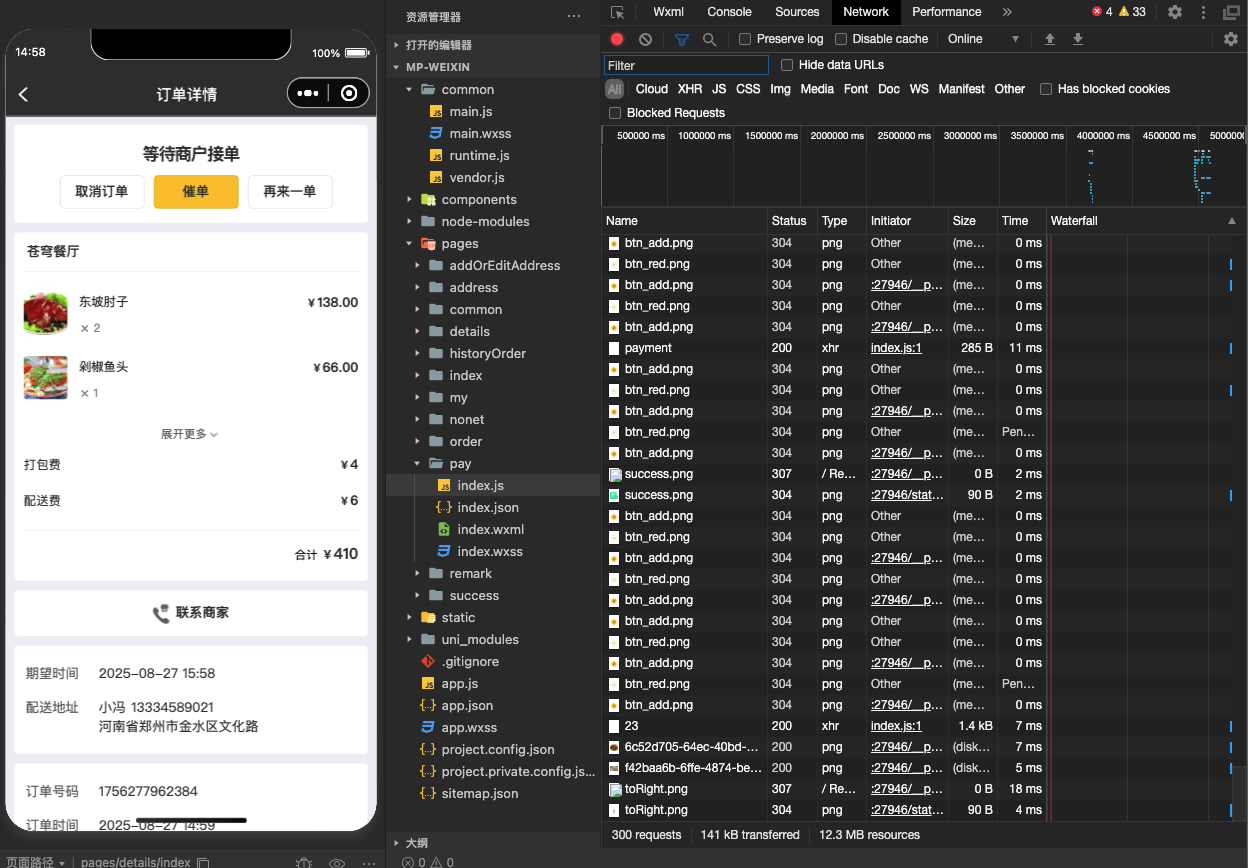 14:58
100%
订单详情
等待商户接单
取消订单
催单
再来一单
苍穹餐厅
东坡肘子
¥138.00
× 2
剁椒鱼头
¥66.00
× 1
展开更多
打包费
¥4
配送费
¥6
合计 ¥410
联系商家
期望时间 2025-08-27 15:58
配送地址 小冯 13334589021
河南省郑州市金水区文化路
订单号码 1756277962384
订单时间 2025-08-27 14:59
页面路径
pages/details/index
资源管理器
打开的编辑器
MP-WEIXIN
common
main.js
main.wxss
runtime.js
vendor.js
components
node-modules
pages
addOrEditAddress
address
common
details
historyOrder
index
my
nonet
order
pay
index.js
index.json
index.wxml
index.wxss
remark
success
static
uni_modules
.gitignore
app.js
app.json
app.wxss
project.config.json
project.private.config.js...
sitemap.json
大纲
0 0
Wxml Console Sources Network Performance » 4 33
Preserve log Disable cache Online
Filter
Hide data URLs
All Cloud XHR JS CSS Img Media Font Doc WS Manifest Other Has blocked cookies
Blocked Requests
500000 ms 1000000 ms 1500000 ms 2000000 ms 2500000 ms 3000000 ms 3500000 ms 4000000 ms 4500000 ms 500000
Name Status Type Initiator Size Time Waterfall
btn_add.png 304 png Other (me... 0 ms
btn_red.png 304 png Other (me... 0 ms
btn_add.png 304 png :27946/__p... (me... 0 ms
btn_red.png 304 png Other (me... 0 ms
btn_add.png 304 png :27946/__p... (me... 0 ms
payment 200 xhr index.js:1 285 B 11 ms
btn_add.png 304 png Other (me... 0 ms
btn_red.png 304 png Other (me... 0 ms
btn_add.png 304 png :27946/__p... (me... 0 ms
btn_red.png 304 png Other (me... Pen...
btn_add.png 304 png :27946/__p... (me... 0 ms
success.png 307 / Re... :27946/__p... 0 B 2 ms
success.png 304 png :27946/stat... 90 B 2 ms
btn_add.png 304 png Other (me... 0 ms
btn_red.png 304 png Other (me... 0 ms
btn_add.png 304 png :27946/__p... (me... 0 ms
btn_red.png 304 png Other (me... 0 ms
btn_add.png 304 png :27946/__p... (me... 0 ms
btn_add.png 304 png Other (me... 0 ms
btn_red.png 304 png Other (me... 0 ms
btn_add.png 304 png :27946/__p... (me... 0 ms
btn_red.png 304 png Other (me... Pen...
btn_add.png 304 png :27946/__p... (me... 0 ms
23 200 xhr index.js:1 1.4 kB 7 ms
6c52d705-64ec-40bd-... 200 png :27946/__p... (disk... 7 ms
f42baa6b-6ffe-4874-be... 200 png :27946/__p... (disk... 5 ms
toRight.png 307 / Re... :27946/__p... 0 B 18 ms
toRight.png 304 png :27946/stat... 90 B 4 ms
300 requests 141 kB transferred 12.3 MB resources